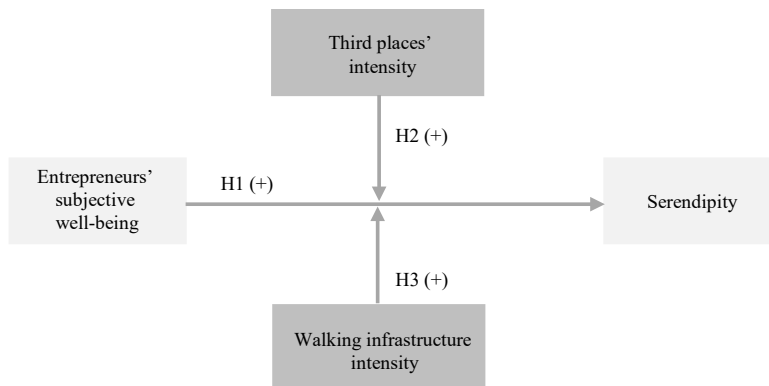 Third places’
intensity
H2 (+)
Entrepreneurs’
subjective
well-being
H1 (+)
Serendipity
H3 (+)
Walking infrastructure
intensity